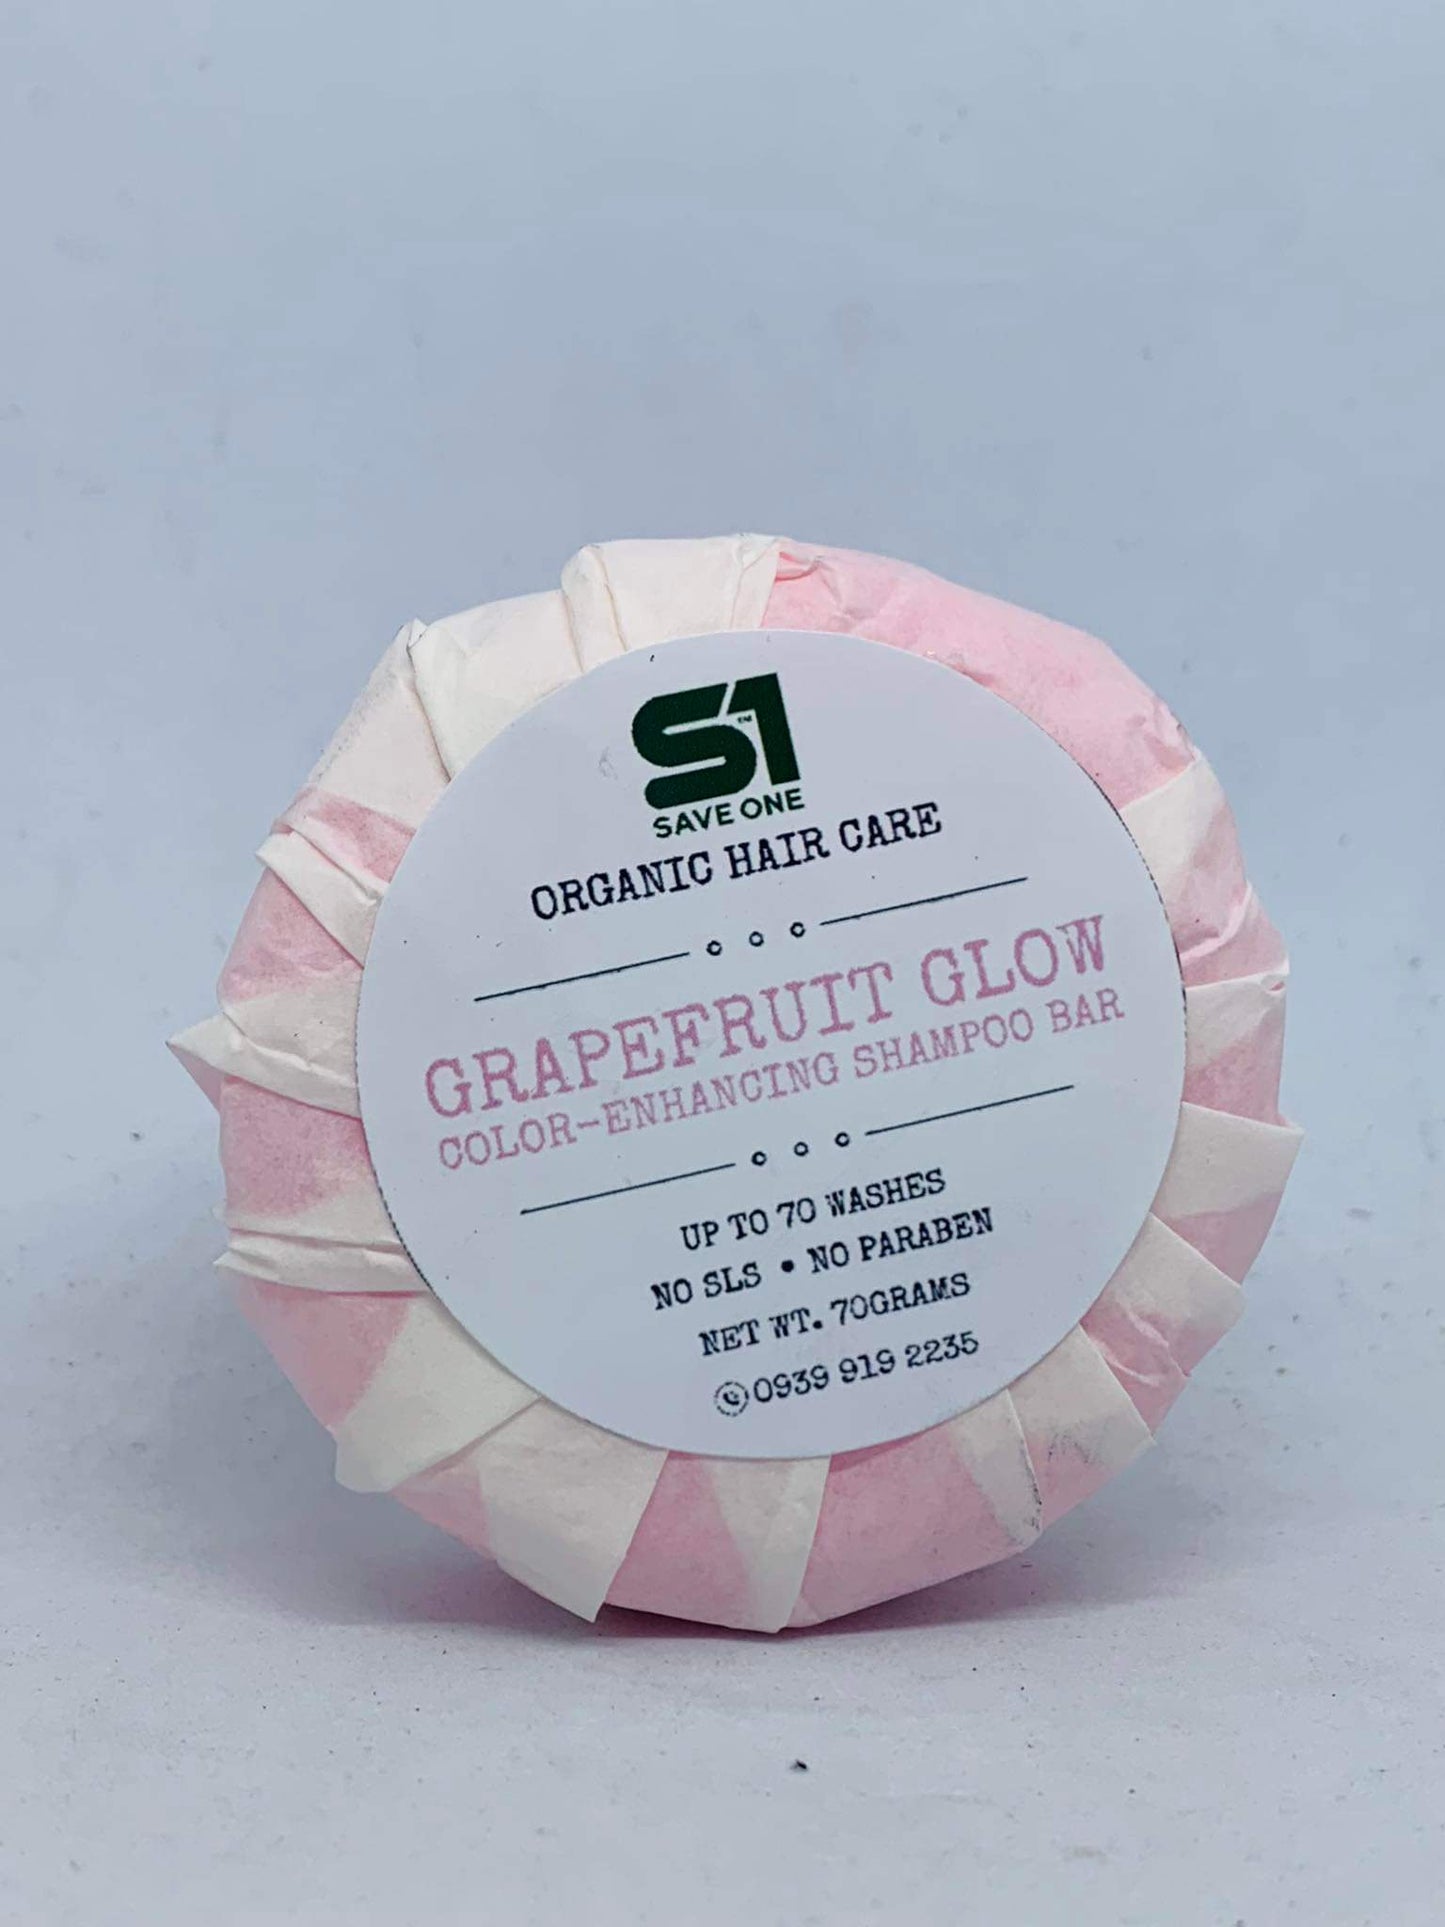 S1™
SAVE ONE
ORGANIC HAIR CARE
GRAPEFRUIT GLOW
COLOR-ENHANCING SHAMPOO BAR
UP TO 70 WASHES
NO SLS • NO PARABEN
NET WT. 70GRAMS
0939 919 2235